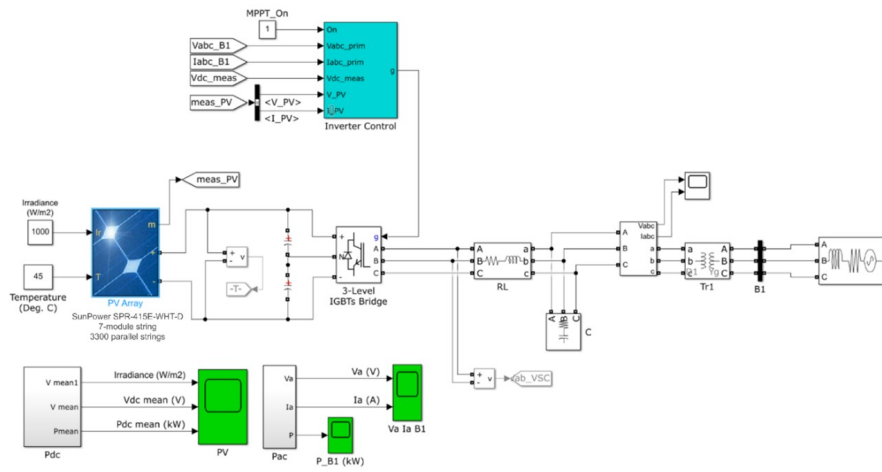 MPPT_On
1
Vabc_B1
Iabc_B1
Vdc_meas
meas_PV
<V_PV>
<I_PV>
On
Vabc_prim
Iabc_prim
Vdc_meas
V_PV
g
Inverter Control
meas_PV
Irradiance
(W/m2)
1000
45
Temperature
(Deg. C)
Ir
T
m
+
-
PV Array
SunPower SPR-415E-WHT-D
7-module string
3300 parallel strings
+
-
v
-T-
+
N
-
g
A
B
C
3-Level
IGBTs Bridge
A
B
C
a
b
c
RL
A
B
C
C
+
-
v
A
B
C
Vabc
Iabc
a
b
c
A
B
C
a
b
c
Tr1
A
B
C
a
b
c
B1
A
B
C
V mean1
V mean
Pmean
Pdc
Irradiance (W/m2)
Vdc mean (V)
Pdc mean (kW)
PV
Va
Ia
P
Pac
Va (V)
Ia (A)
Va Ia B1
P_B1 (kW)